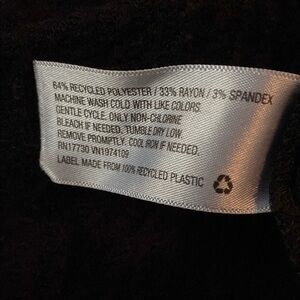 64% RECYCLED POLYESTER / 33% RAYON / 3% SPANDEX
MACHINE WASH COLD WITH LIKE COLORS.
GENTLE CYCLE. ONLY NON-CHLORINE
BLEACH IF NEEDED. TUMBLE DRY LOW.
REMOVE PROMPTLY. COOL IRON IF NEEDED.
RN17730 VN1974109
LABEL MADE FROM 100% RECYCLED PLASTIC